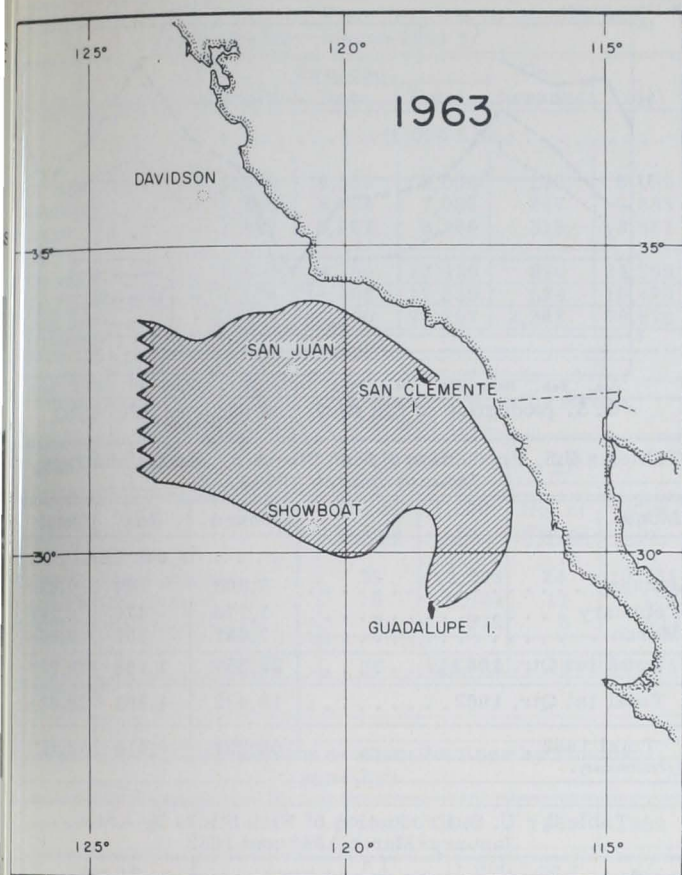 125°
120°
115°
1963
DAVIDSON
35°
35°
SAN JUAN
SAN CLEMENTE
I.
SHOWBOAT
30°
30°
GUADALUPE I.
125°
120°
115°